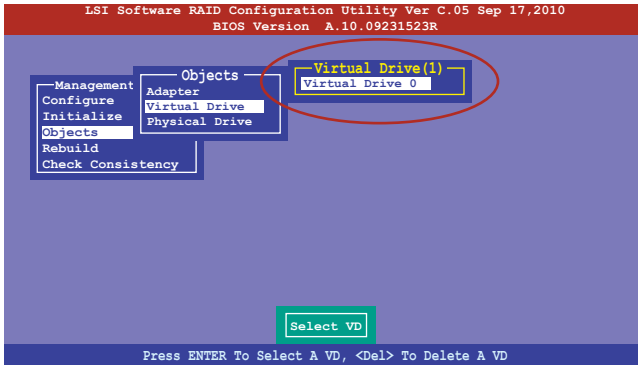 LSI Software RAID Configuration Utility Ver C.05 Sep 17,2010
BIOS Version A.10.09231523R
Management
Configure
Initialize
Objects
Rebuild
Check Consistency
Objects
Adapter
Virtual Drive
Physical Drive
Virtual Drive(1)
Virtual Drive 0
Select VD
Press ENTER To Select A VD, <Del> To Delete A VD